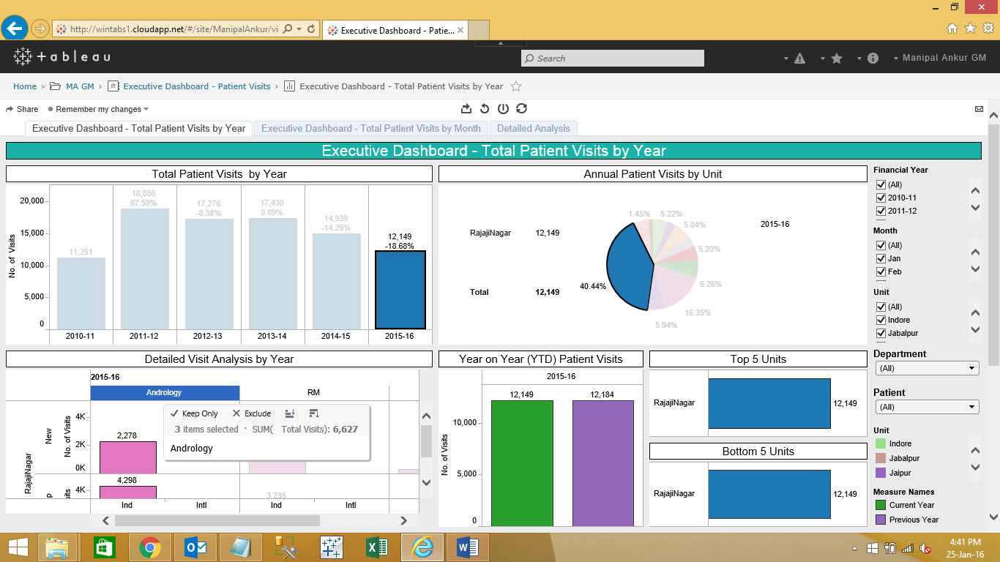 http://wintabs1.cloudapp.net/#/site/ManipalAnkur/vi
Executive Dashboard - Patie...
tableau
Search
Manipal Ankur GM
Home > MA GM > Executive Dashboard - Patient Visits > Executive Dashboard - Total Patient Visits by Year
Share Remember my changes
Executive Dashboard - Total Patient Visits by Year
Executive Dashboard - Total Patient Visits by Month
Detailed Analysis
Executive Dashboard - Total Patient Visits by Year
Total Patient Visits by Year
No. of Visits
20,000
15,000
10,000
5,000
0
11,251
18,856
67.59%
17,276
-8.38%
17,430
0.89%
14,939
-14.29%
12,149
-18.68%
2010-11 2011-12 2012-13 2013-14 2014-15 2015-16
Annual Patient Visits by Unit
RajajiNagar 12,149
Total 12,149
1.45%
5.22%
5.84%
5.20%
6.28%
16.35%
5.94%
40.44%
2015-16
Financial Year
(All)
2010-11
2011-12
Month
(All)
Jan
Feb
Unit
(All)
Indore
Jabalpur
Department
(All)
Patient
(All)
Unit
Indore
Jabalpur
Jaipur
Measure Names
Current Year
Previous Year
Detailed Visit Analysis by Year
2015-16
Andrology RM
Keep Only Exclude
3 items selected · SUM( Total Visits): 6,627
Andrology
RajajiNagar
New
No. of Visits
4K
2K
0K
2,278
p
sits
4K
4,298
3,235
Ind Intl Ind Intl
Year on Year (YTD) Patient Visits
2015-16
No. of Visits
10,000
5,000
0
12,149
12,184
Top 5 Units
RajajiNagar 12,149
Bottom 5 Units
RajajiNagar 12,149
4:41 PM
25-Jan-16